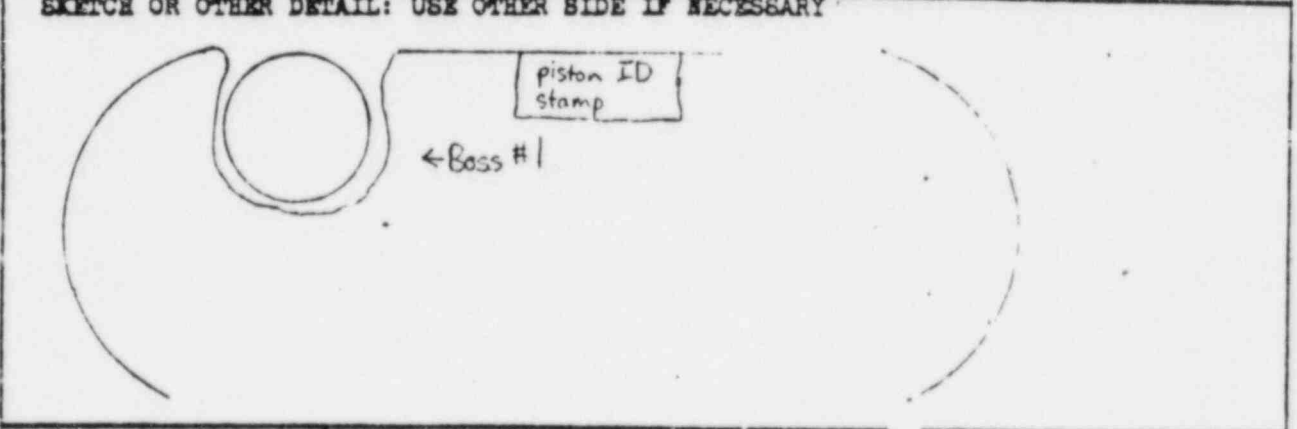 SKETCH OR OTHER DETAIL: USE OTHER SIDE IF NECESSARY
piston ID
stamp
←Boss #1